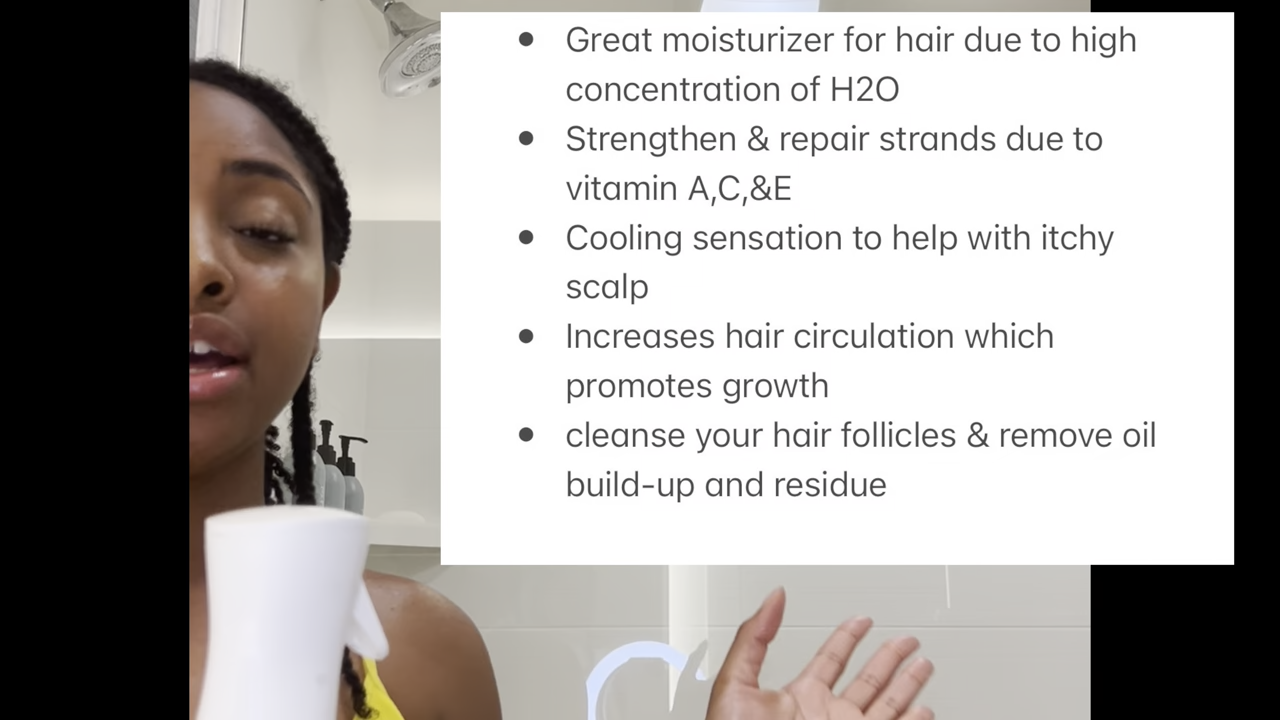 • Great moisturizer for hair due to high
concentration of H2O
• Strengthen & repair strands due to
vitamin A,C,&E
• Cooling sensation to help with itchy
scalp
• Increases hair circulation which
promotes growth
• cleanse your hair follicles & remove oil
build-up and residue